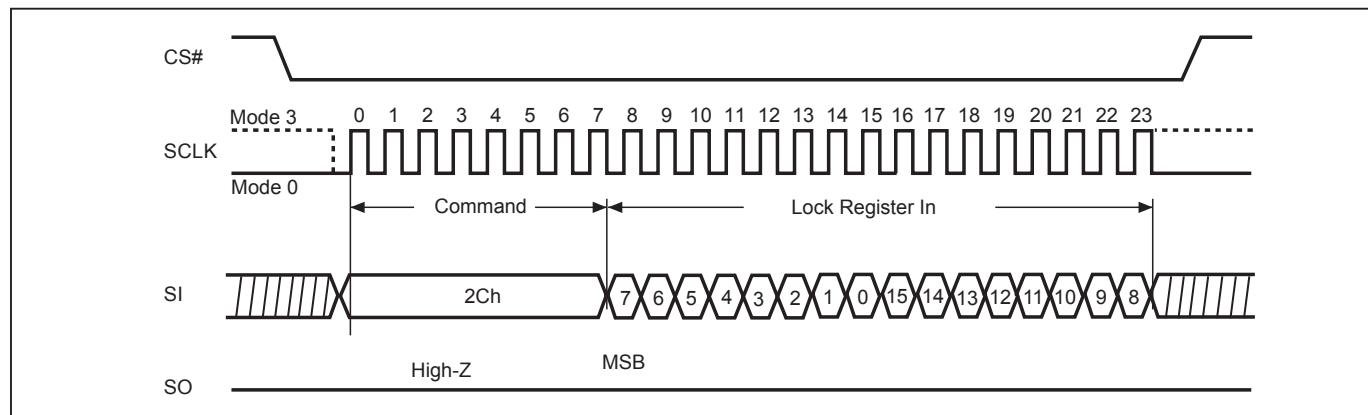 CS#
Mode 3
0 1 2 3 4 5 6 7 8 9 10 11 12 13 14 15 16 17 18 19 20 21 22 23
SCLK
Mode 0
Command
Lock Register In
SI
2Ch
7 6 5 4 3 2 1 0 15 14 13 12 11 10 9 8
High-Z
MSB
SO